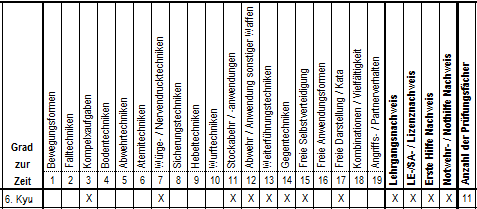 Grad
zur
Zeit
Bewegungsformen
Falltechniken
Kompelxaufgaben
Bodentechniken
Abwehrtechniken
Atemitechniken
Würge- / Nervendrucktechniken
Sicherungstechniken
Hebeltechniken
Wurftechniken
Stockabehr / -anwendungen
Abwehr / Anwendung sonstiger Waffen
Weiterführungstechniken
Gegentechniken
Freie Selbstverteidigung
Freie Anwendungsformen
Freie Darstellung / Kata
Kombinationen / Vielfältigkeit
Angriffs- / Partnerverhalten
Lehrgangsnachweis
LE-/SA- / Lizenznachweis
Erste Hilfe Nachweis
Notwehr- / Nothilfe Nachweis
Anzahl der Prüfungsfächer
1 2 3 4 5 6 7 8 9 10 11 12 13 14 15 16 17 18 19
6. Kyu X X X X X X X X X X X X 11